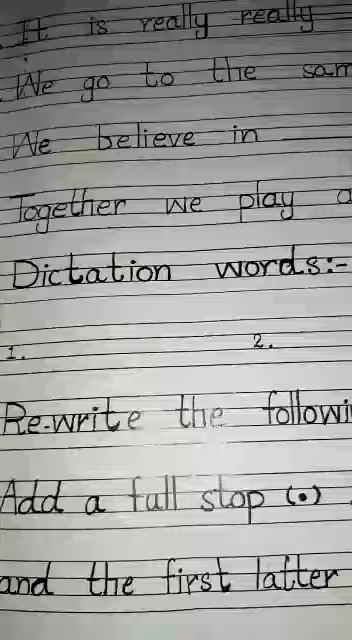 It is really really
We go to the sam
We believe in
Together we play a
Dictation words:-
1. 2.
Re-write the followi
Add a full stop (.)
and the first latter